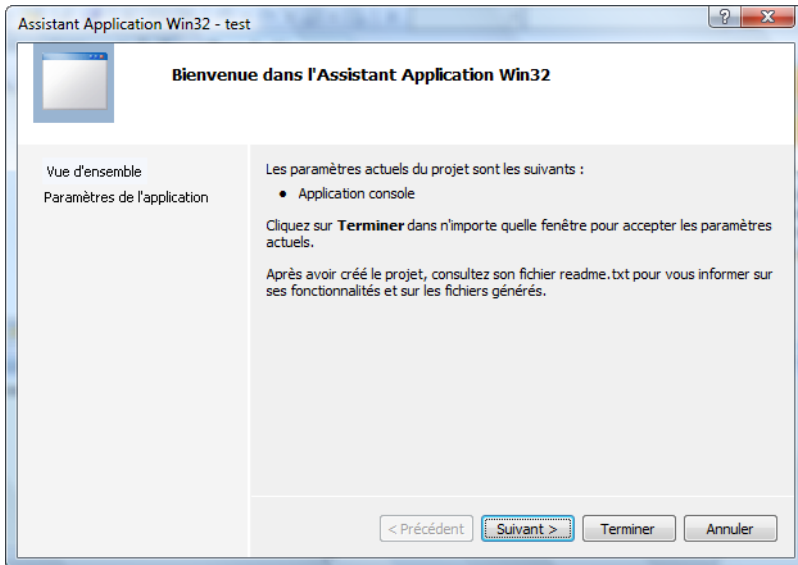 Assistant Application Win32 - test
Bienvenue dans l'Assistant Application Win32
Vue d'ensemble
Paramètres de l'application
Les paramètres actuels du projet sont les suivants :
• Application console
Cliquez sur Terminer dans n'importe quelle fenêtre pour accepter les paramètres
actuels.
Après avoir créé le projet, consultez son fichier readme.txt pour vous informer sur
ses fonctionnalités et sur les fichiers générés.
< Précédent Suivant > Terminer Annuler